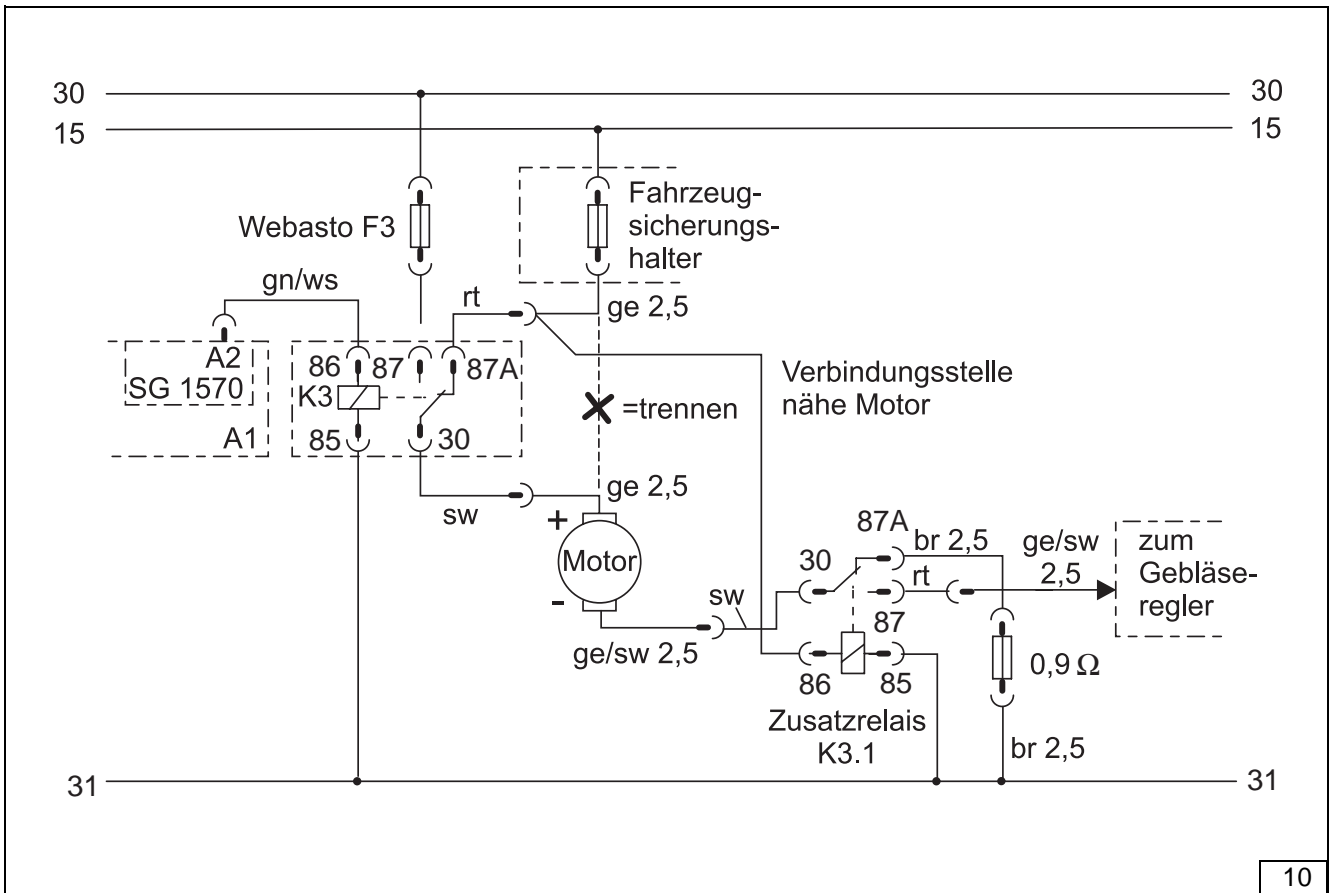 30
30
15
15
Webasto F3
Fahrzeug-
sicherungs-
halter
gn/ws
rt
ge 2,5
A2
SG 1570
A1
86
87
87A
K3
85
30
=trennen
Verbindungsstelle
nähe Motor
sw
ge 2,5
+
Motor
-
ge/sw 2,5
sw
30
87A
br 2,5
rt
87
86
85
Zusatzrelais
K3.1
ge/sw
2,5
zum
Gebläse-
regler
0,9 Ω
br 2,5
31
31
10